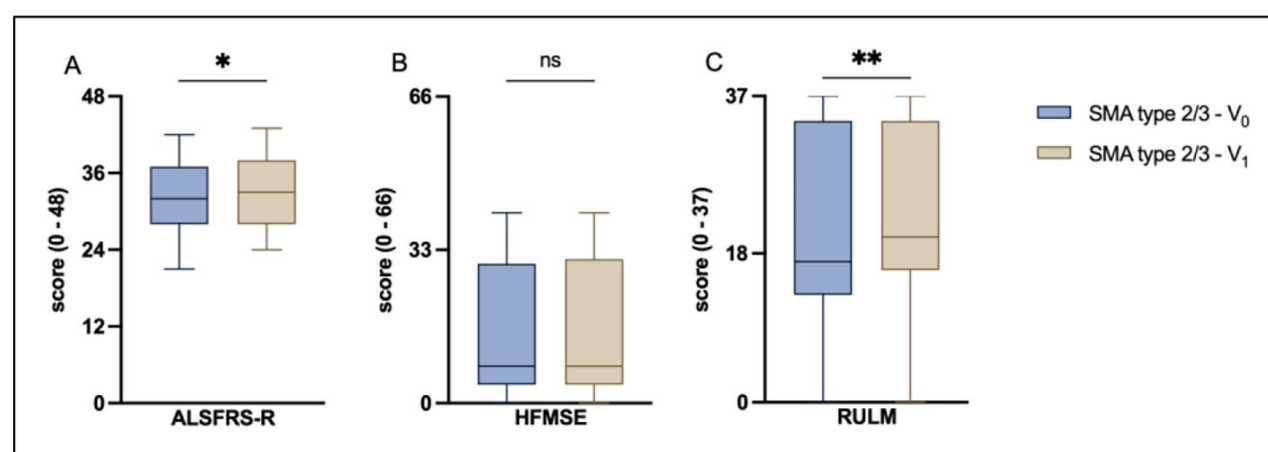 A
*
score (0 - 48)
48
36
24
12
0
ALSFRS-R
B
ns
score (0 - 66)
66
33
0
HFMSE
C
**
score (0 - 37)
37
18
0
RULM
SMA type 2/3 - V₀
SMA type 2/3 - V₁